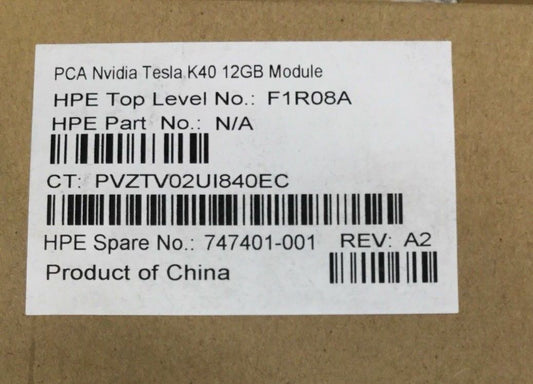 PCA Nvidia Tesla K40 12GB Module
HPE Top Level No.: F1R08A
HPE Part No.: N/A
CT: PVZTV02UI840EC
HPE Spare No.: 747401-001 REV: A2
Product of China